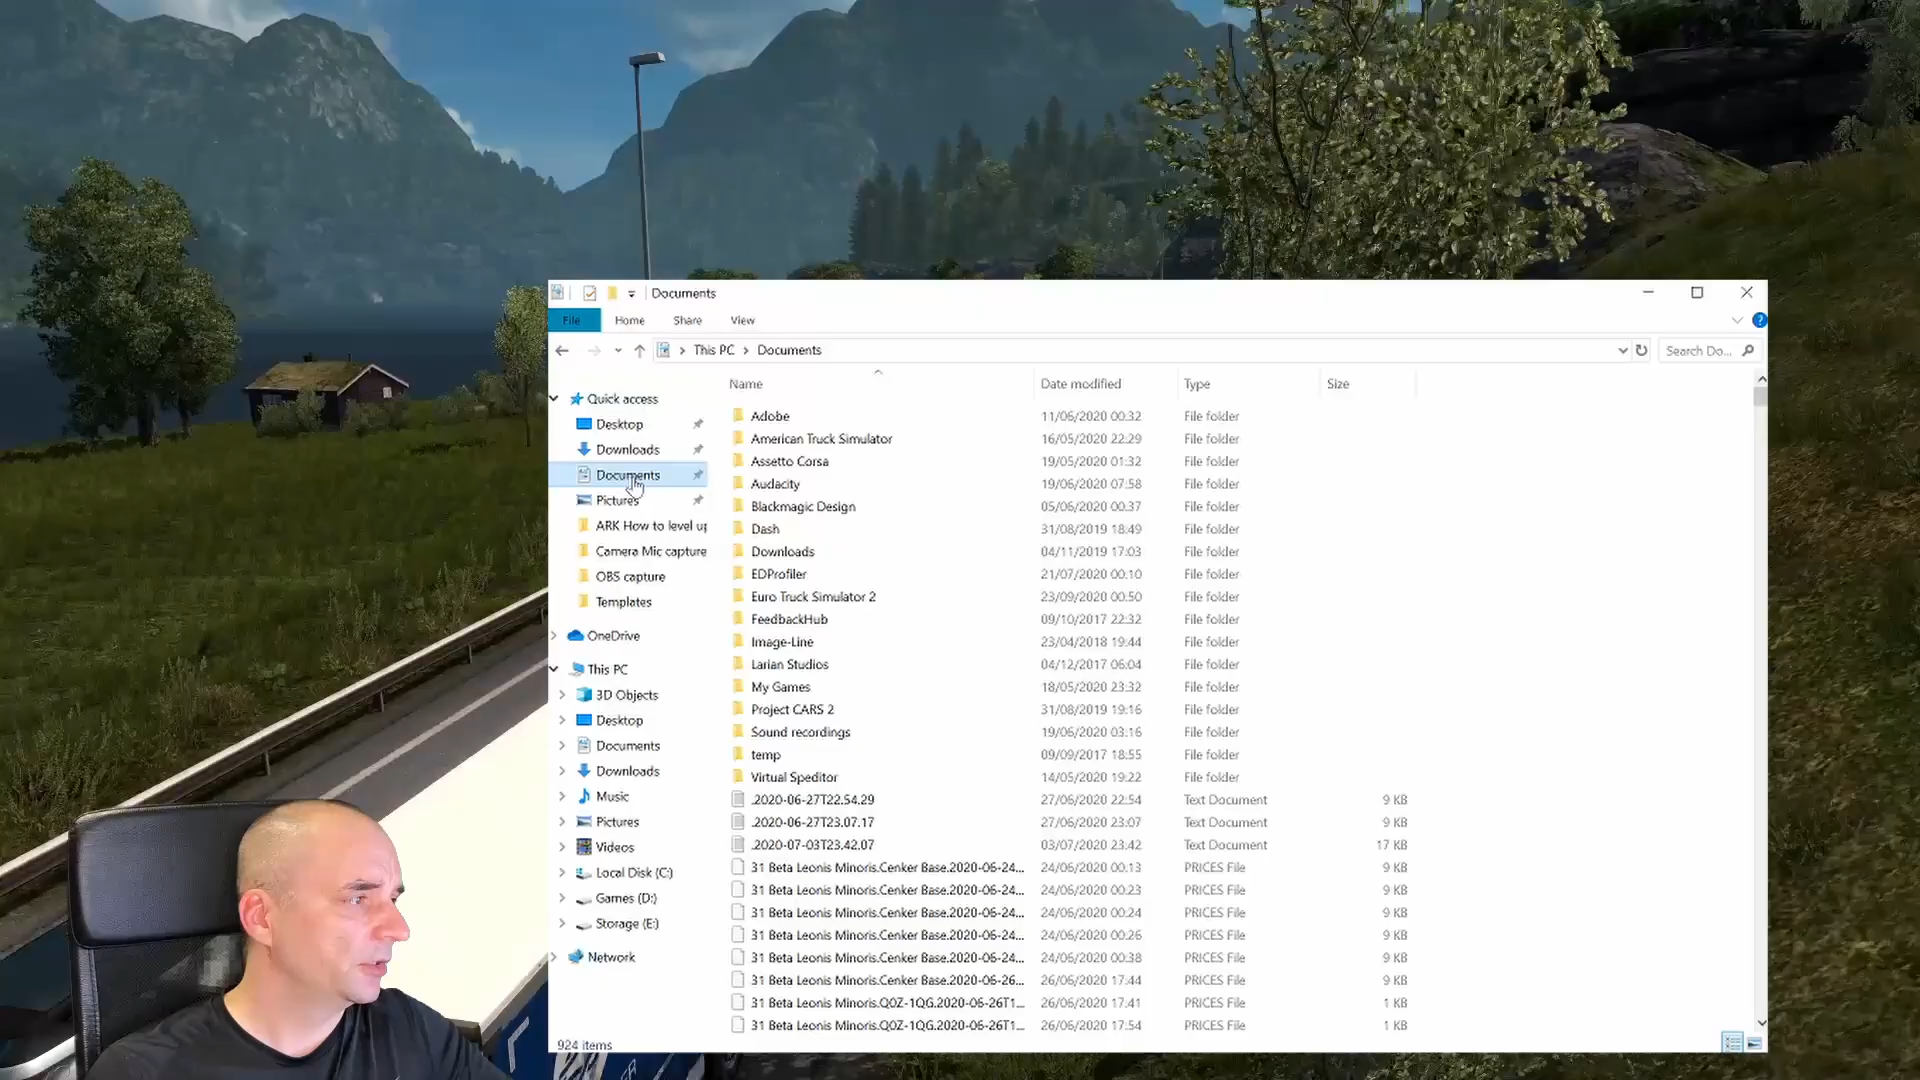 Documents
File Home Share View
This PC Documents Search Do...
Name Date modified Type Size
Quick access
Desktop
Downloads
Documents
Pictures
ARK How to level up
Camera Mic capture
OBS capture
Templates
OneDrive
This PC
3D Objects
Desktop
Documents
Downloads
Music
Pictures
Videos
Local Disk (C:)
Games (D:)
Storage (E:)
Network
Adobe 11/06/2020 00:32 File folder
American Truck Simulator 16/05/2020 22:29 File folder
Assetto Corsa 19/05/2020 01:32 File folder
Audacity 19/06/2020 07:58 File folder
Blackmagic Design 05/06/2020 00:37 File folder
Dash 31/08/2019 18:49 File folder
Downloads 04/11/2019 17:03 File folder
EDProfiler 21/07/2020 00:10 File folder
Euro Truck Simulator 2 23/09/2020 00:50 File folder
FeedbackHub 09/10/2017 22:32 File folder
Image-Line 23/04/2018 19:44 File folder
Larian Studios 04/12/2017 06:04 File folder
My Games 18/05/2020 23:32 File folder
Project CARS 2 31/08/2019 19:16 File folder
Sound recordings 19/06/2020 03:16 File folder
temp 09/09/2017 18:55 File folder
Virtual Speditor 14/05/2020 19:22 File folder
.2020-06-27T22.54.29 27/06/2020 22:54 Text Document 9 KB
.2020-06-27T23.07.17 27/06/2020 23:07 Text Document 9 KB
.2020-07-03T23.42.07 03/07/2020 23:42 Text Document 17 KB
31 Beta Leonis Minoris.Cenker Base.2020-06-24... 24/06/2020 00:13 PRICES File 9 KB
31 Beta Leonis Minoris.Cenker Base.2020-06-24... 24/06/2020 00:23 PRICES File 9 KB
31 Beta Leonis Minoris.Cenker Base.2020-06-24... 24/06/2020 00:24 PRICES File 9 KB
31 Beta Leonis Minoris.Cenker Base.2020-06-24... 24/06/2020 00:26 PRICES File 9 KB
31 Beta Leonis Minoris.Cenker Base.2020-06-24... 24/06/2020 00:38 PRICES File 9 KB
31 Beta Leonis Minoris.Cenker Base.2020-06-26... 26/06/2020 17:44 PRICES File 9 KB
31 Beta Leonis Minoris.Q0Z-1QG.2020-06-26T1... 26/06/2020 17:41 PRICES File 1 KB
31 Beta Leonis Minoris.Q0Z-1QG.2020-06-26T1... 26/06/2020 17:54 PRICES File 1 KB
924 items